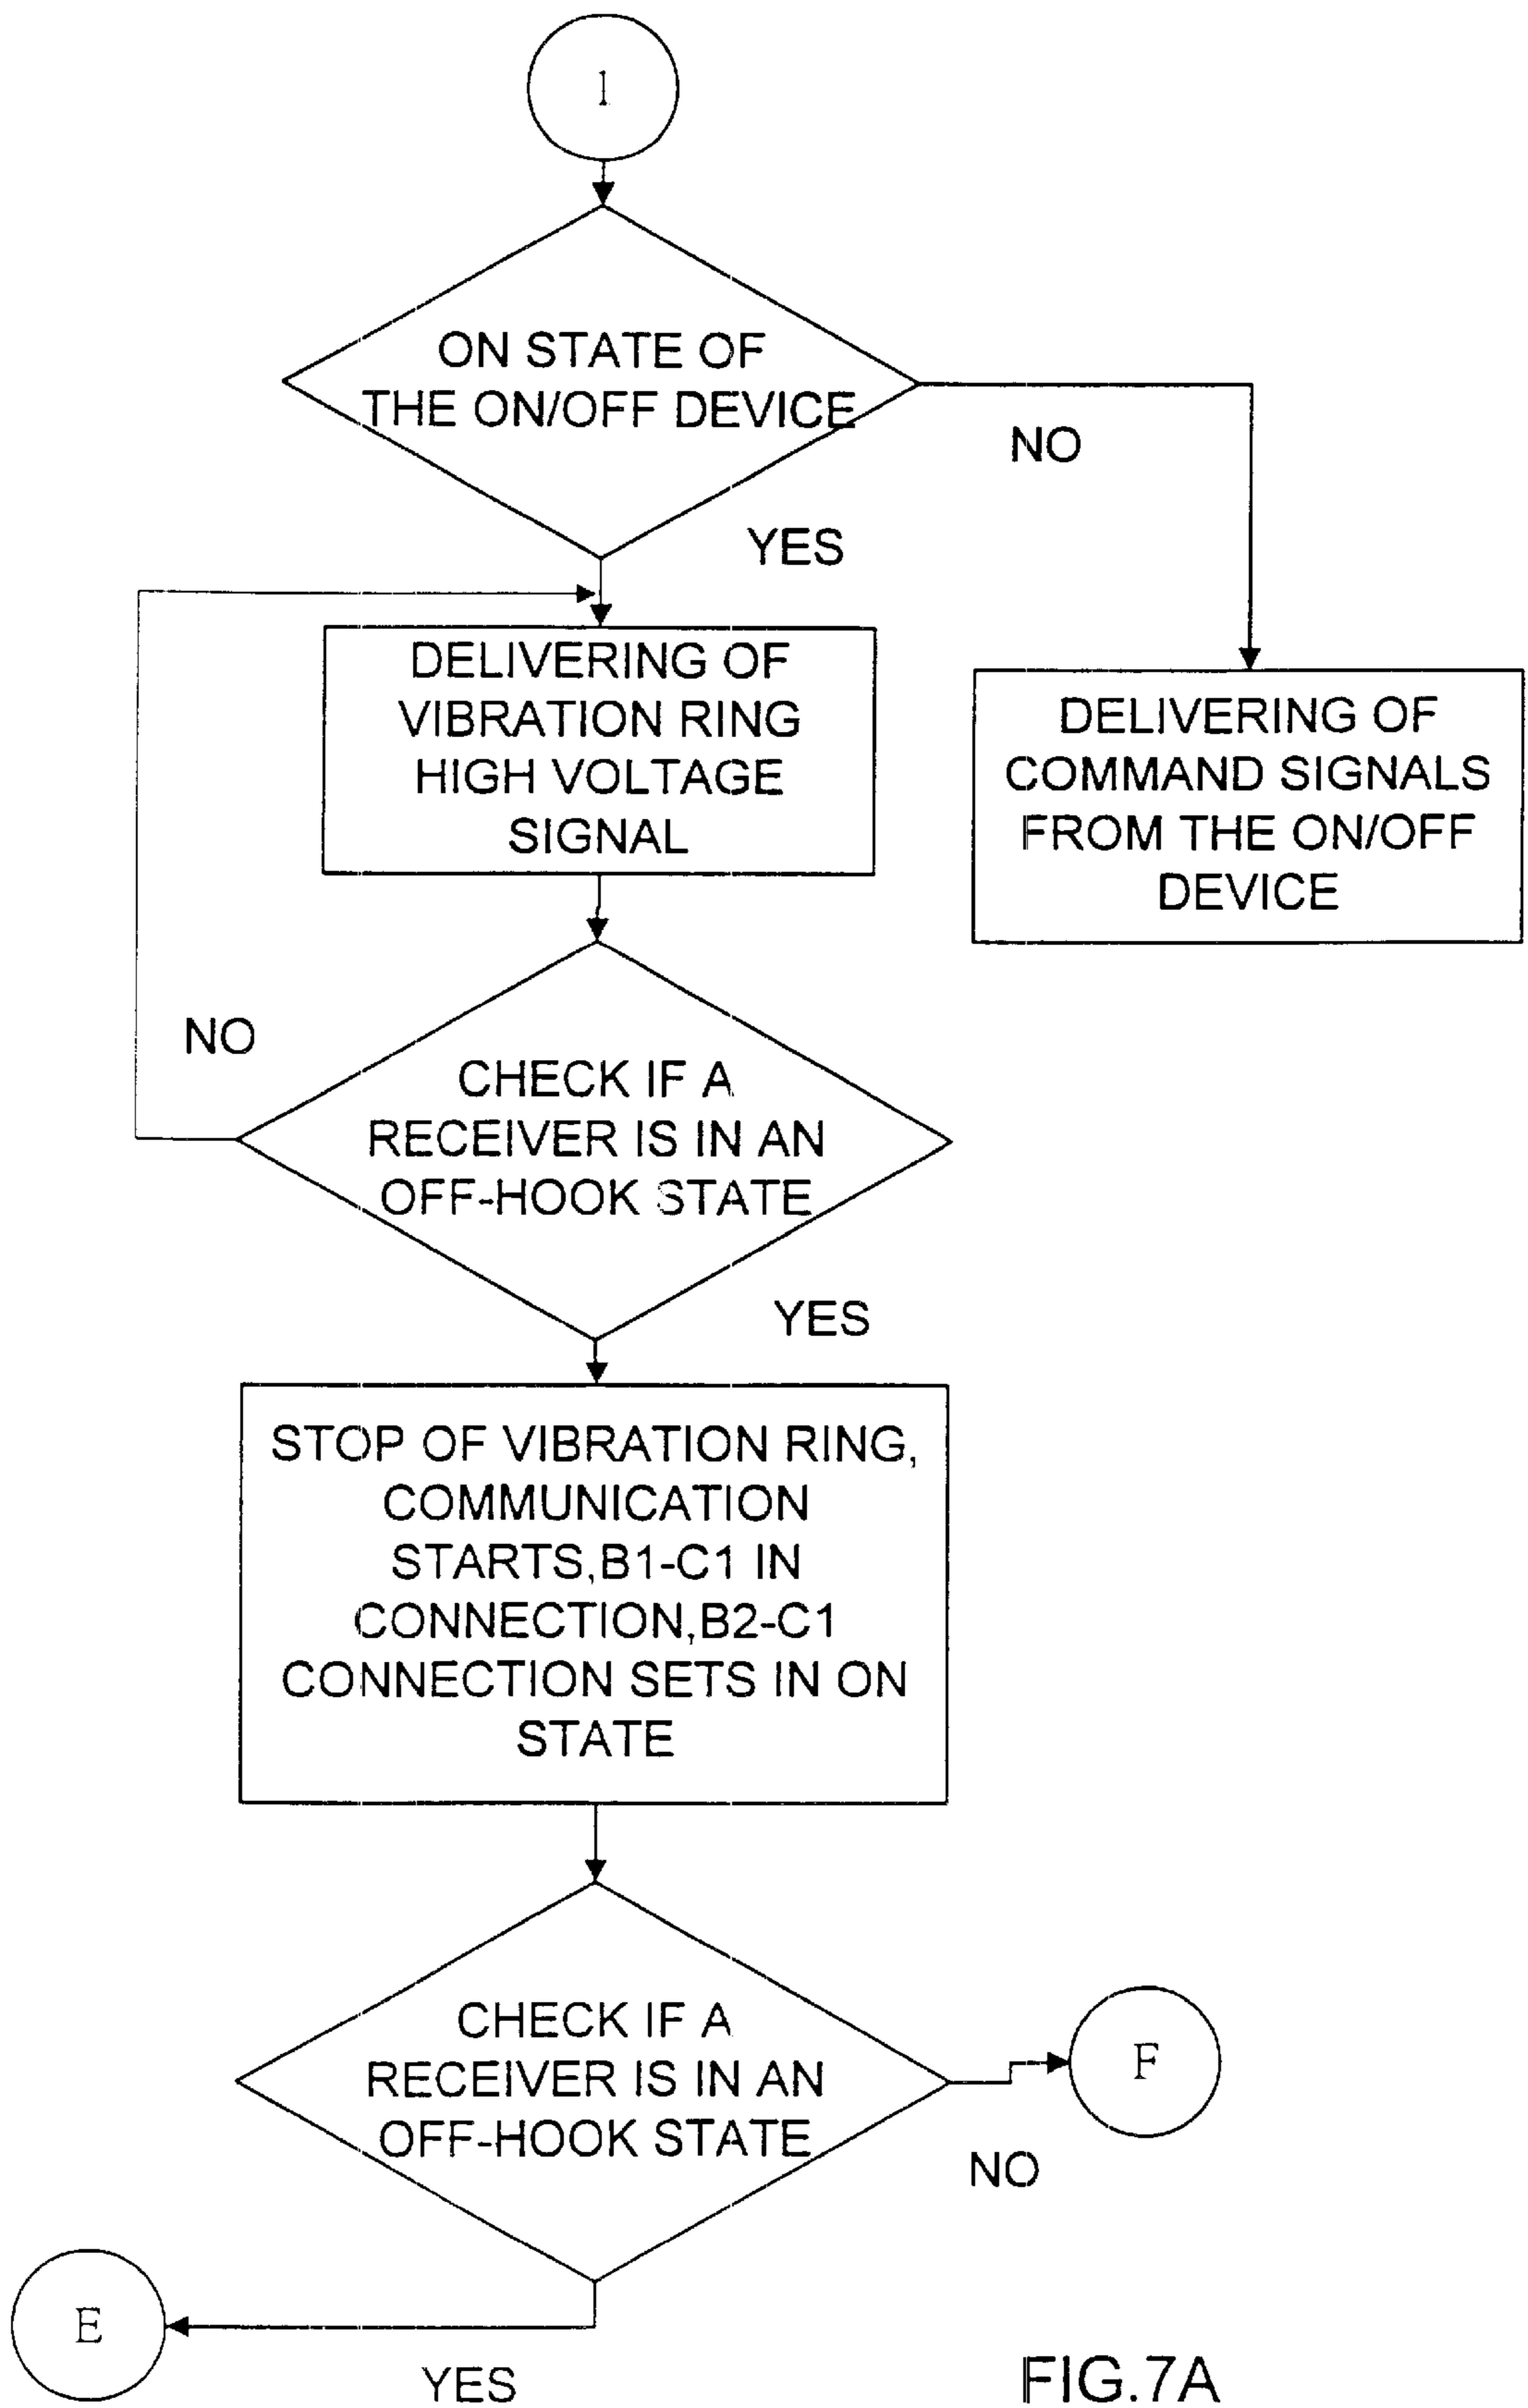 1
ON STATE OF
THE ON/OFF DEVICE
NO
YES
DELIVERING OF
VIBRATION RING
HIGH VOLTAGE
SIGNAL
DELIVERING OF
COMMAND SIGNALS
FROM THE ON/OFF
DEVICE
NO
CHECK IF A
RECEIVER IS IN AN
OFF-HOOK STATE
YES
STOP OF VIBRATION RING,
COMMUNICATION
STARTS,B1-C1 IN
CONNECTION,B2-C1
CONNECTION SETS IN ON
STATE
CHECK IF A
RECEIVER IS IN AN
OFF-HOOK STATE
F
NO
E
YES
FIG.7A